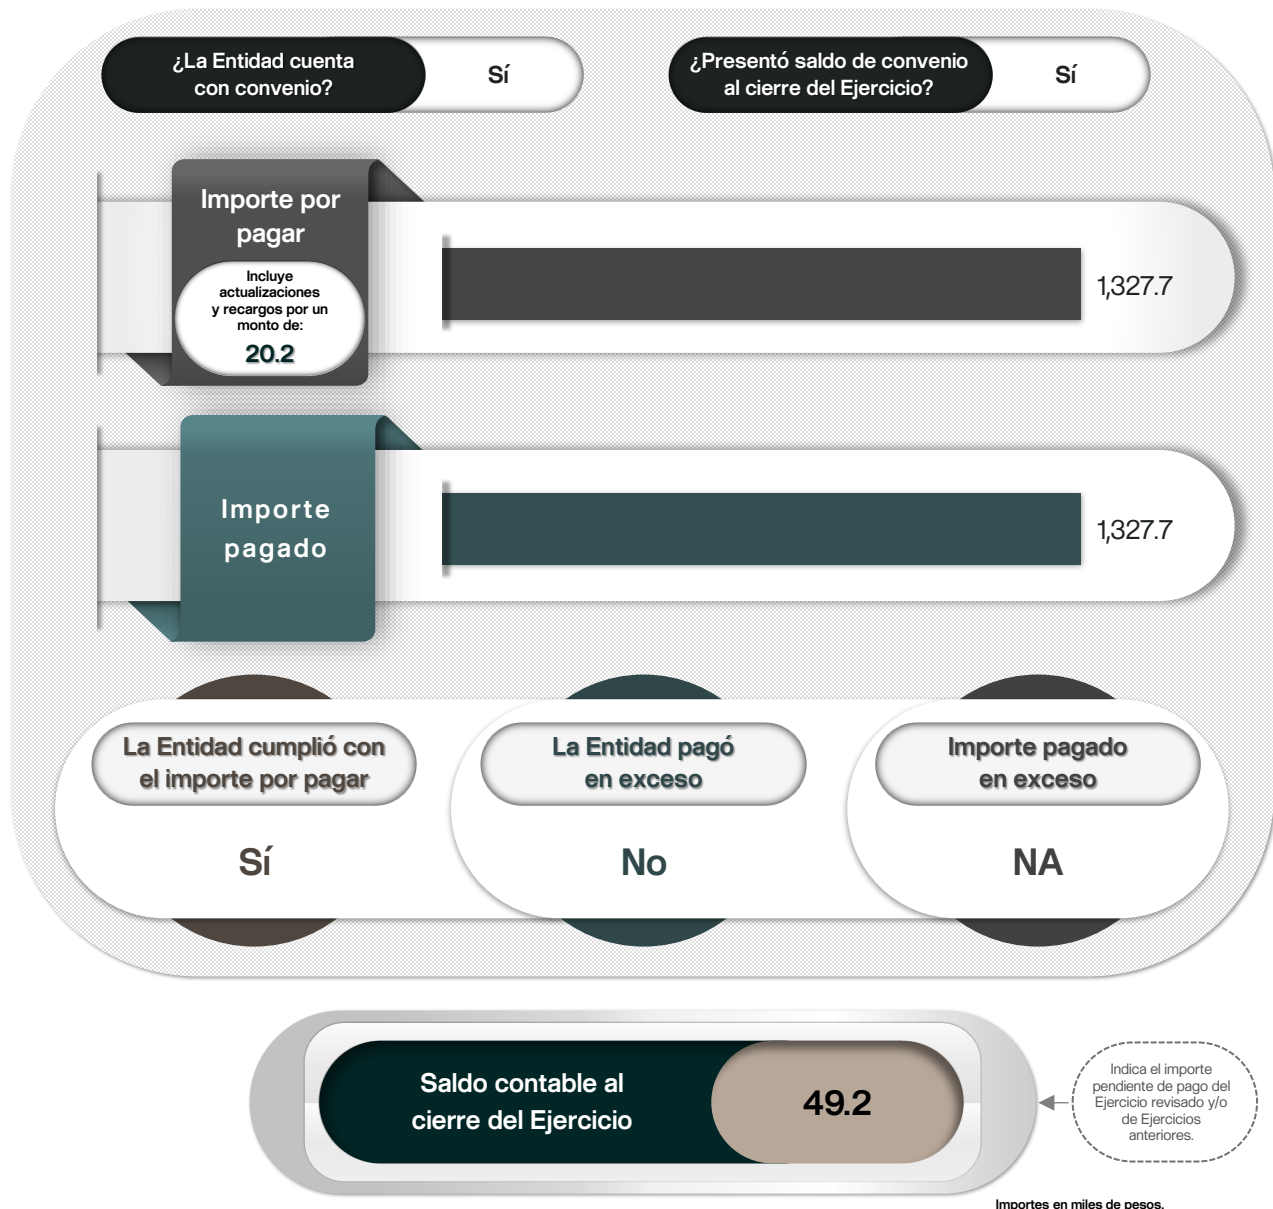 ¿La Entidad cuenta
con convenio?
Sí
¿Presentó saldo de convenio
al cierre del Ejercicio?
Sí
Importe por
pagar
Incluye
actualizaciones
y recargos por un
monto de:
20.2
1,327.7
Importe
pagado
1,327.7
La Entidad cumplió con
el importe por pagar
Sí
La Entidad pagó
en exceso
No
Importe pagado
en exceso
NA
Saldo contable al
cierre del Ejercicio
49.2
Indica el importe
pendiente de pago del
Ejercicio revisado y/o
de Ejercicios
anteriores.
Importes en miles de pesos.